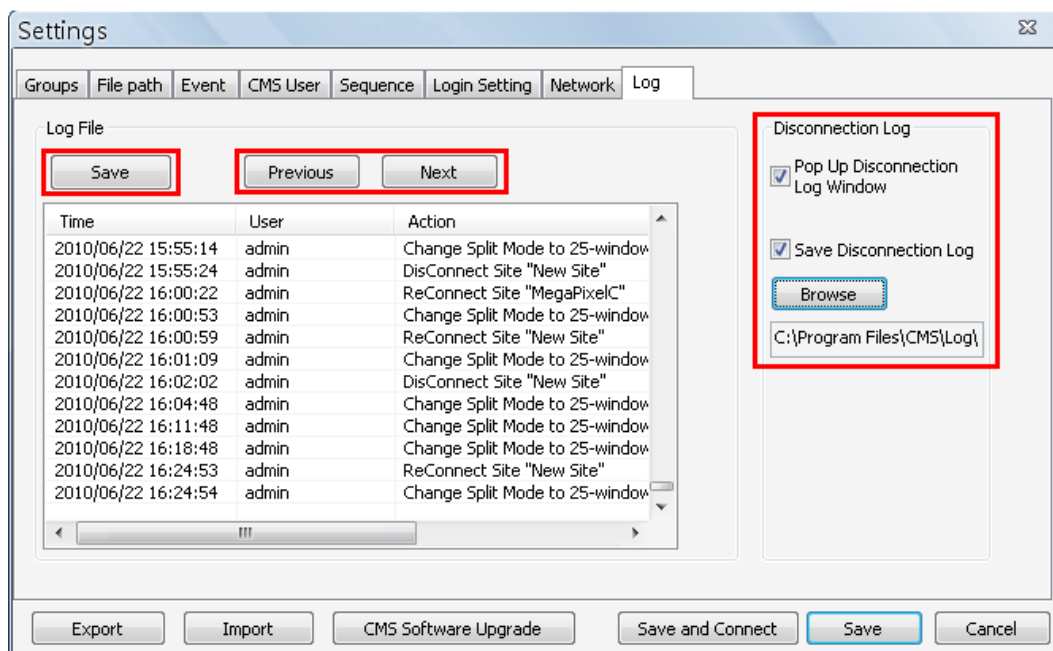 Settings
Groups File path Event CMS User Sequence Login Setting Network Log
Log File
Save Previous Next
Time User Action
2010/06/22 15:55:14 admin Change Split Mode to 25-window
2010/06/22 15:55:24 admin DisConnect Site "New Site"
2010/06/22 16:00:22 admin ReConnect Site "MegaPixelC"
2010/06/22 16:00:53 admin Change Split Mode to 25-window
2010/06/22 16:00:59 admin ReConnect Site "New Site"
2010/06/22 16:01:09 admin Change Split Mode to 25-window
2010/06/22 16:02:02 admin DisConnect Site "New Site"
2010/06/22 16:04:48 admin Change Split Mode to 25-window
2010/06/22 16:11:48 admin Change Split Mode to 25-window
2010/06/22 16:18:48 admin Change Split Mode to 25-window
2010/06/22 16:24:53 admin ReConnect Site "New Site"
2010/06/22 16:24:54 admin Change Split Mode to 25-window
Disconnection Log
Pop Up Disconnection
Log Window
Save Disconnection Log
Browse
C:\Program Files\CMS\Log\
Export Import CMS Software Upgrade Save and Connect Save Cancel